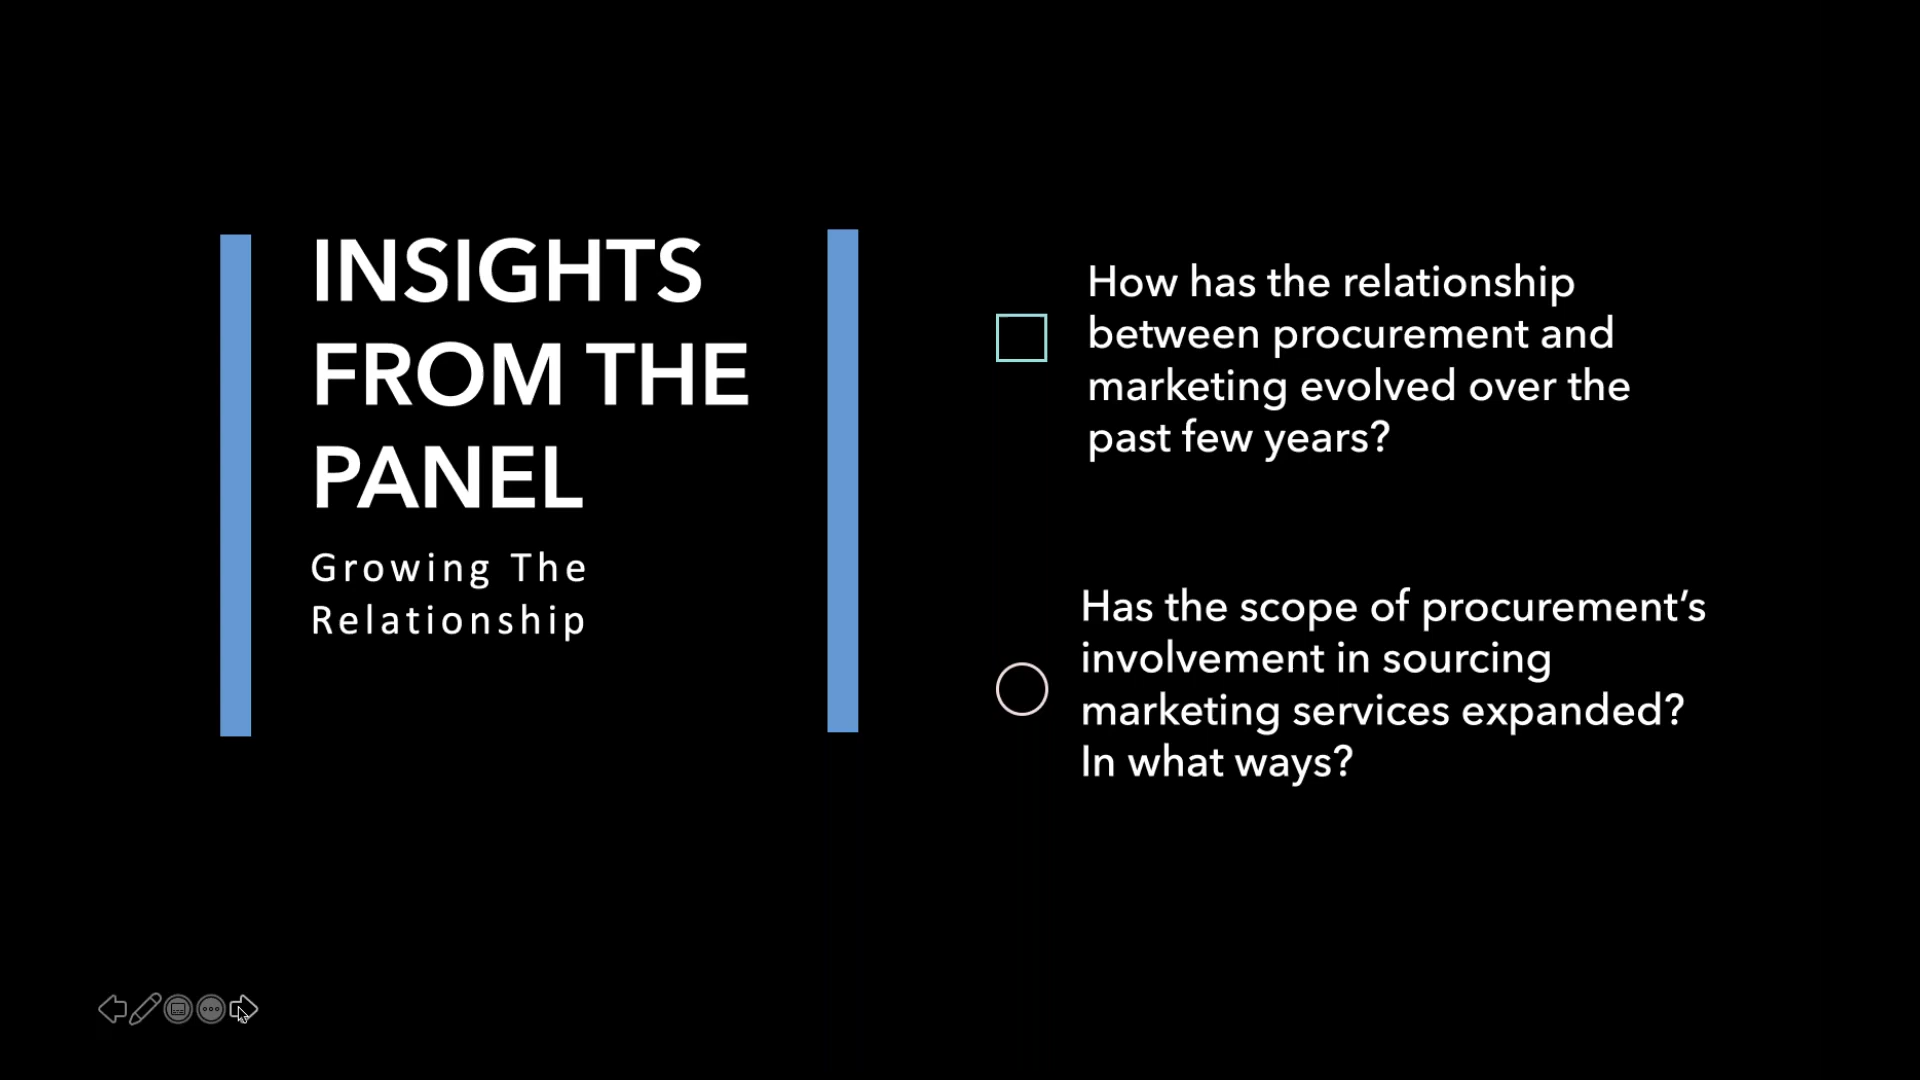 INSIGHTS
FROM THE
PANEL
Growing The
Relationship
How has the relationship
between procurement and
marketing evolved over the
past few years?
Has the scope of procurement’s
involvement in sourcing
marketing services expanded?
In what ways?